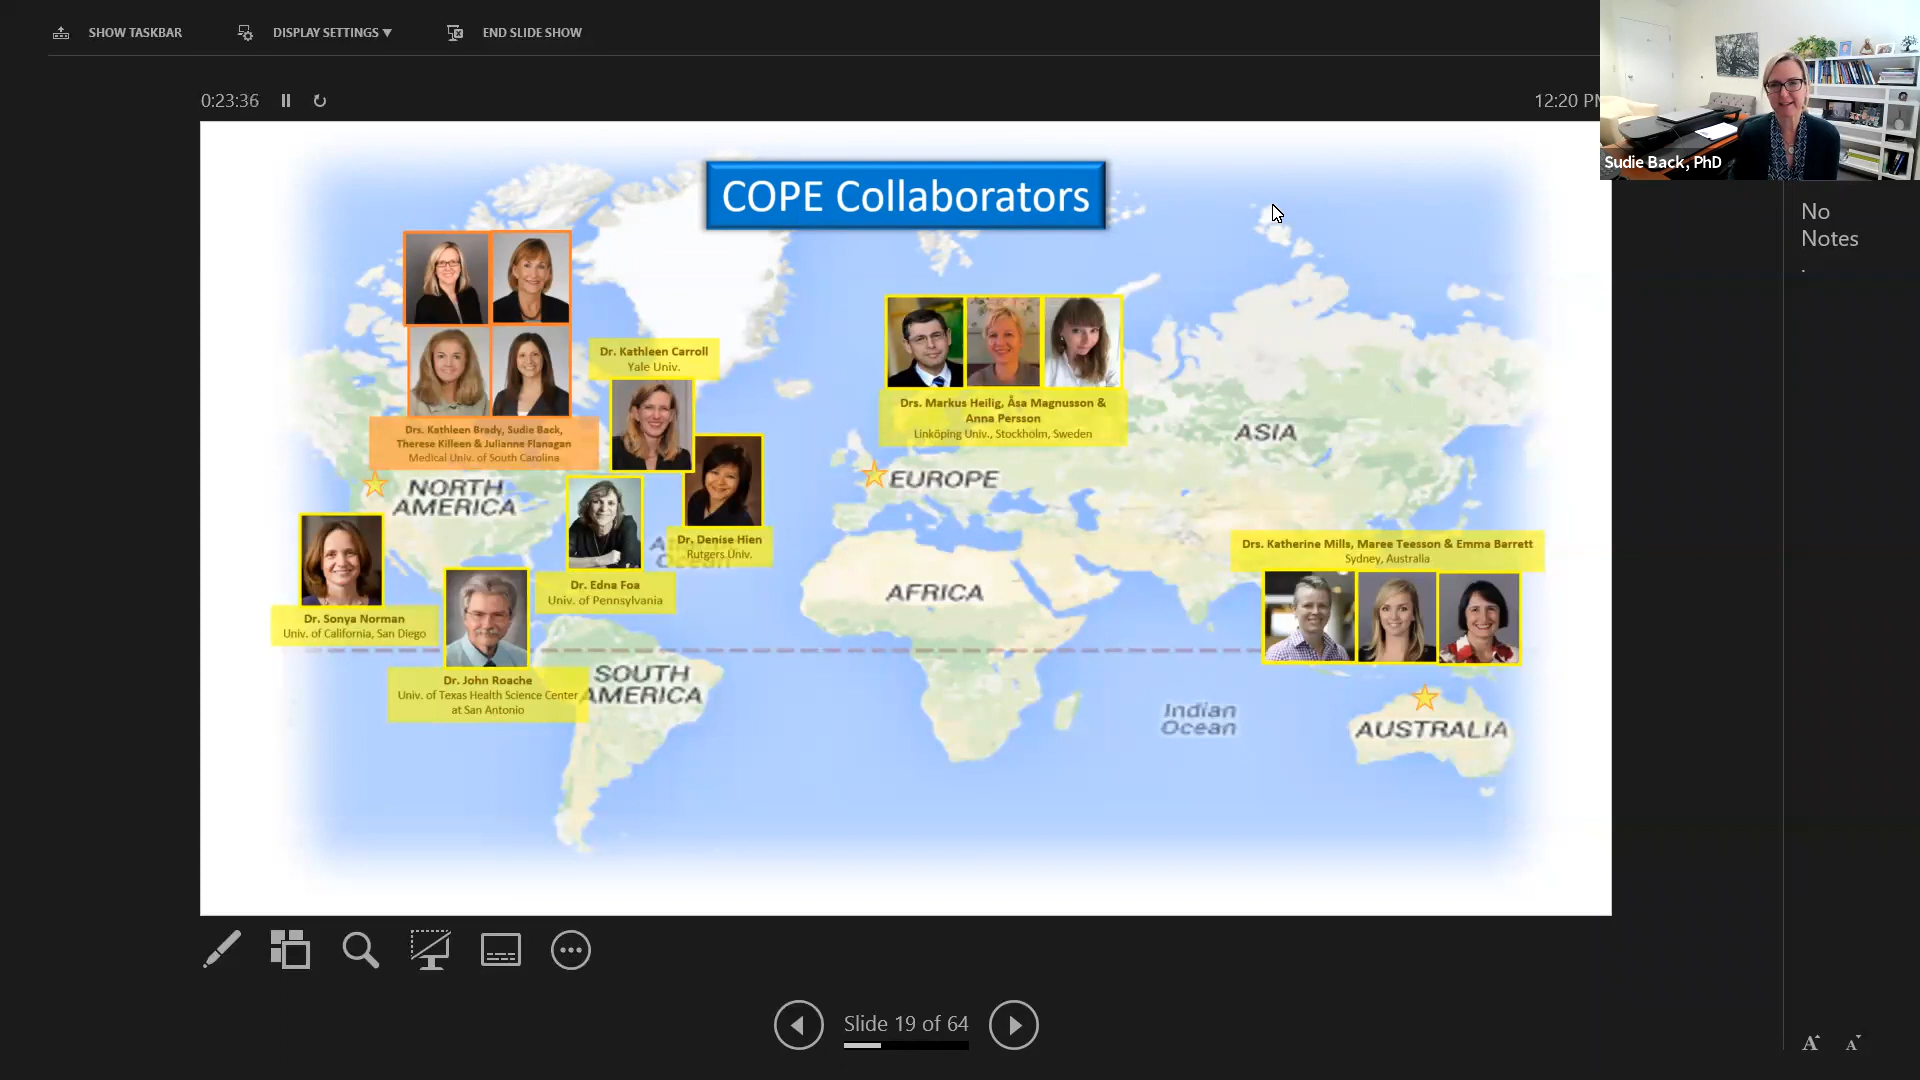 SHOW TASKBAR
DISPLAY SETTINGS ▼
END SLIDE SHOW
0:23:36
12:20 PM
Sudie Back, PhD
No
Notes
.
COPE Collaborators
Dr. Kathleen Carroll
Yale Univ.
Drs. Kathleen Brady, Sudie Back,
Therese Killeen & Julianne Flanagan
Medical Univ. of South Carolina
Drs. Markus Heilig, Åsa Magnusson &
Anna Persson
Linköping Univ., Stockholm, Sweden
ASIA
EUROPE
NORTH
AMERICA
Dr. Denise Hien
Rutgers Univ.
Ocean
Drs. Katherine Mills, Maree Teesson & Emma Barrett
Sydney, Australia
Dr. Edna Foa
Univ. of Pennsylvania
AFRICA
Dr. Sonya Norman
Univ. of California, San Diego
Dr. John Roache
Univ. of Texas Health Science Center
at San Antonio
SOUTH
AMERICA
Indian
Ocean
AUSTRALIA
Slide 19 of 64
A A